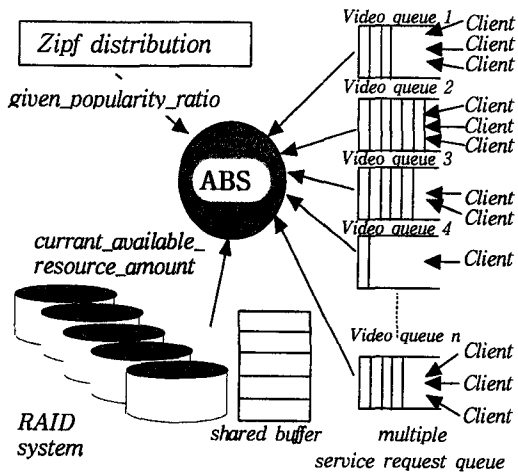 Zipf distribution
given_popularity_ratio
ABS
currant_available_
resource_amount
RAID
system
shared buffer
Video queue 1
Client
Client
Client
Video queue 2
Client
Client
Client
Video queue 3
Client
Client
Video queue 4
Client
Video queue n
Client
Client
Client
multiple
service request queue